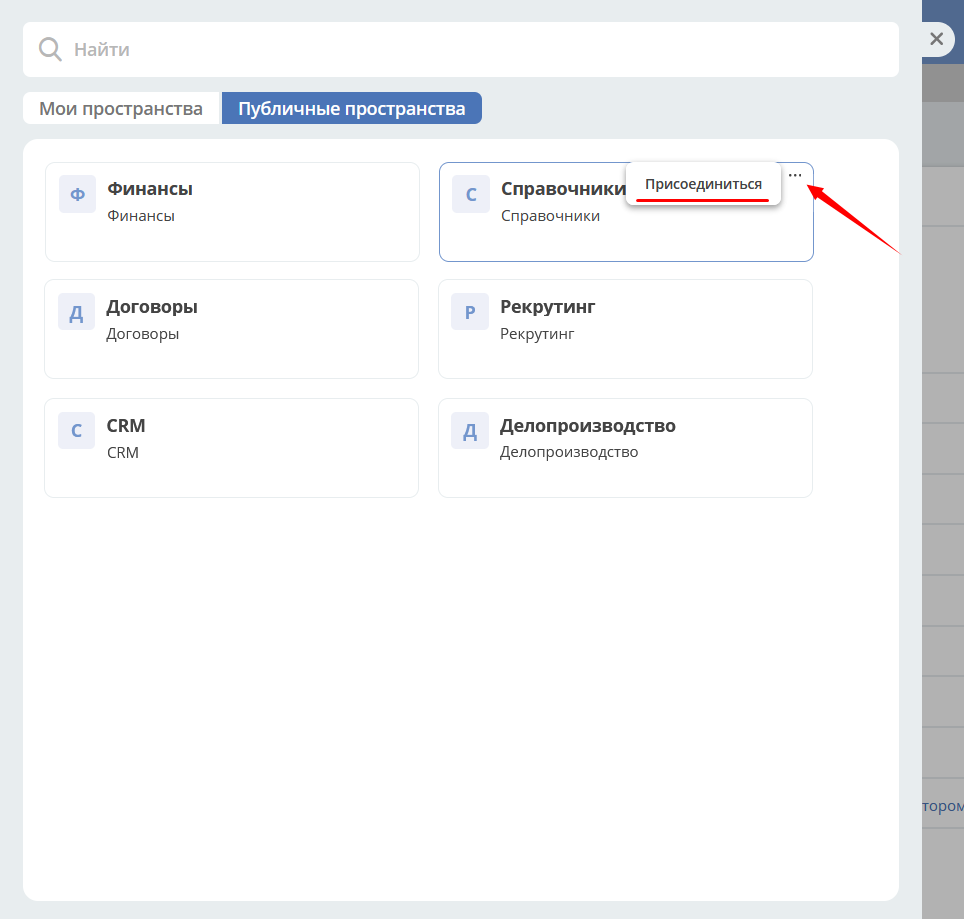 Найти
Мои пространства
Публичные пространства
Ф
Финансы
Финансы
С
Справочники
Справочники
Присоединиться
Д
Договоры
Договоры
Р
Рекрутинг
Рекрутинг
C
CRM
CRM
Д
Делопроизводство
Делопроизводство
тором